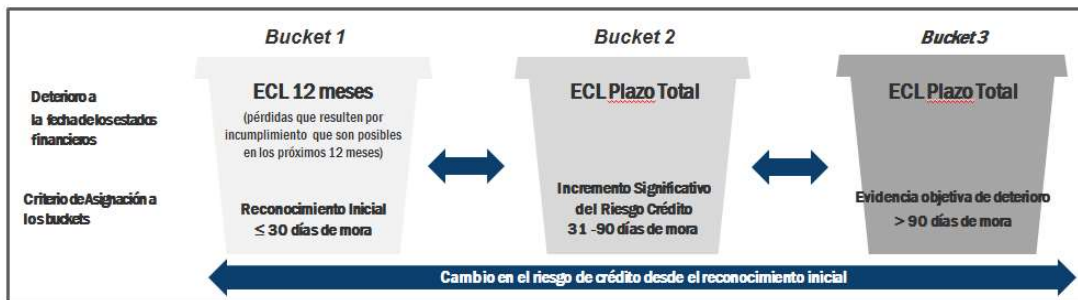 Bucket 1
Bucket 2
Bucket 3
Deterioro a
la fecha de los estados
financieros
ECL 12 meses
(pérdidas que resulten por
incumplimiento que son posibles
en los próximos 12 meses)
ECL Plazo Total
ECL Plazo Total
Criterio de Asignación a
los buckets
Reconocimiento Inicial
≤ 30 días de mora
Incremento Significativo
del Riesgo Crédito
31 -90 días de mora
Evidencia objetiva de deterioro
> 90 días de mora
Cambio en el riesgo de crédito desde el reconocimiento inicial